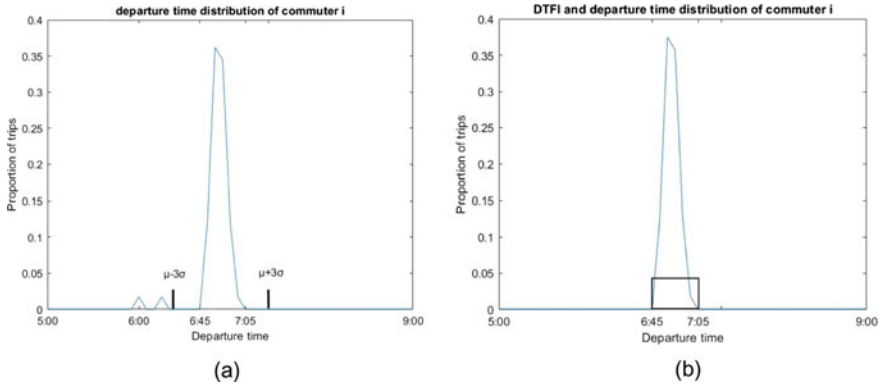 departure time distribution of commuter i
0.4
0.35
0.3
0.25
0.2
0.15
0.1
0.05
0
Proportion of trips
μ-3σ
μ+3σ
5:00
6:00
6:45
7:05
9:00
Departure time
(a)
DTFI and departure time distribution of commuter i
0.4
0.35
0.3
0.25
0.2
0.15
0.1
0.05
0
Proportion of trips
5:00
6:45
7:05
9:00
Departure time
(b)